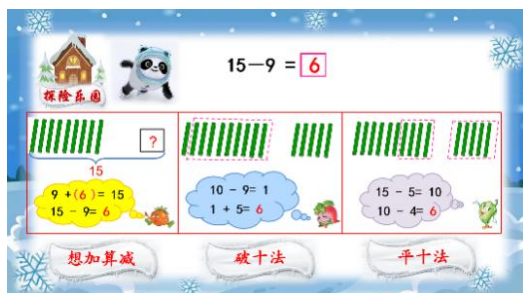 15－9 = 6
探险乐园
?
15
9 +(6)= 15
15 - 9= 6
10 - 9= 1
1 + 5= 6
15 - 5= 10
10 - 4= 6
想加算减
破十法
平十法